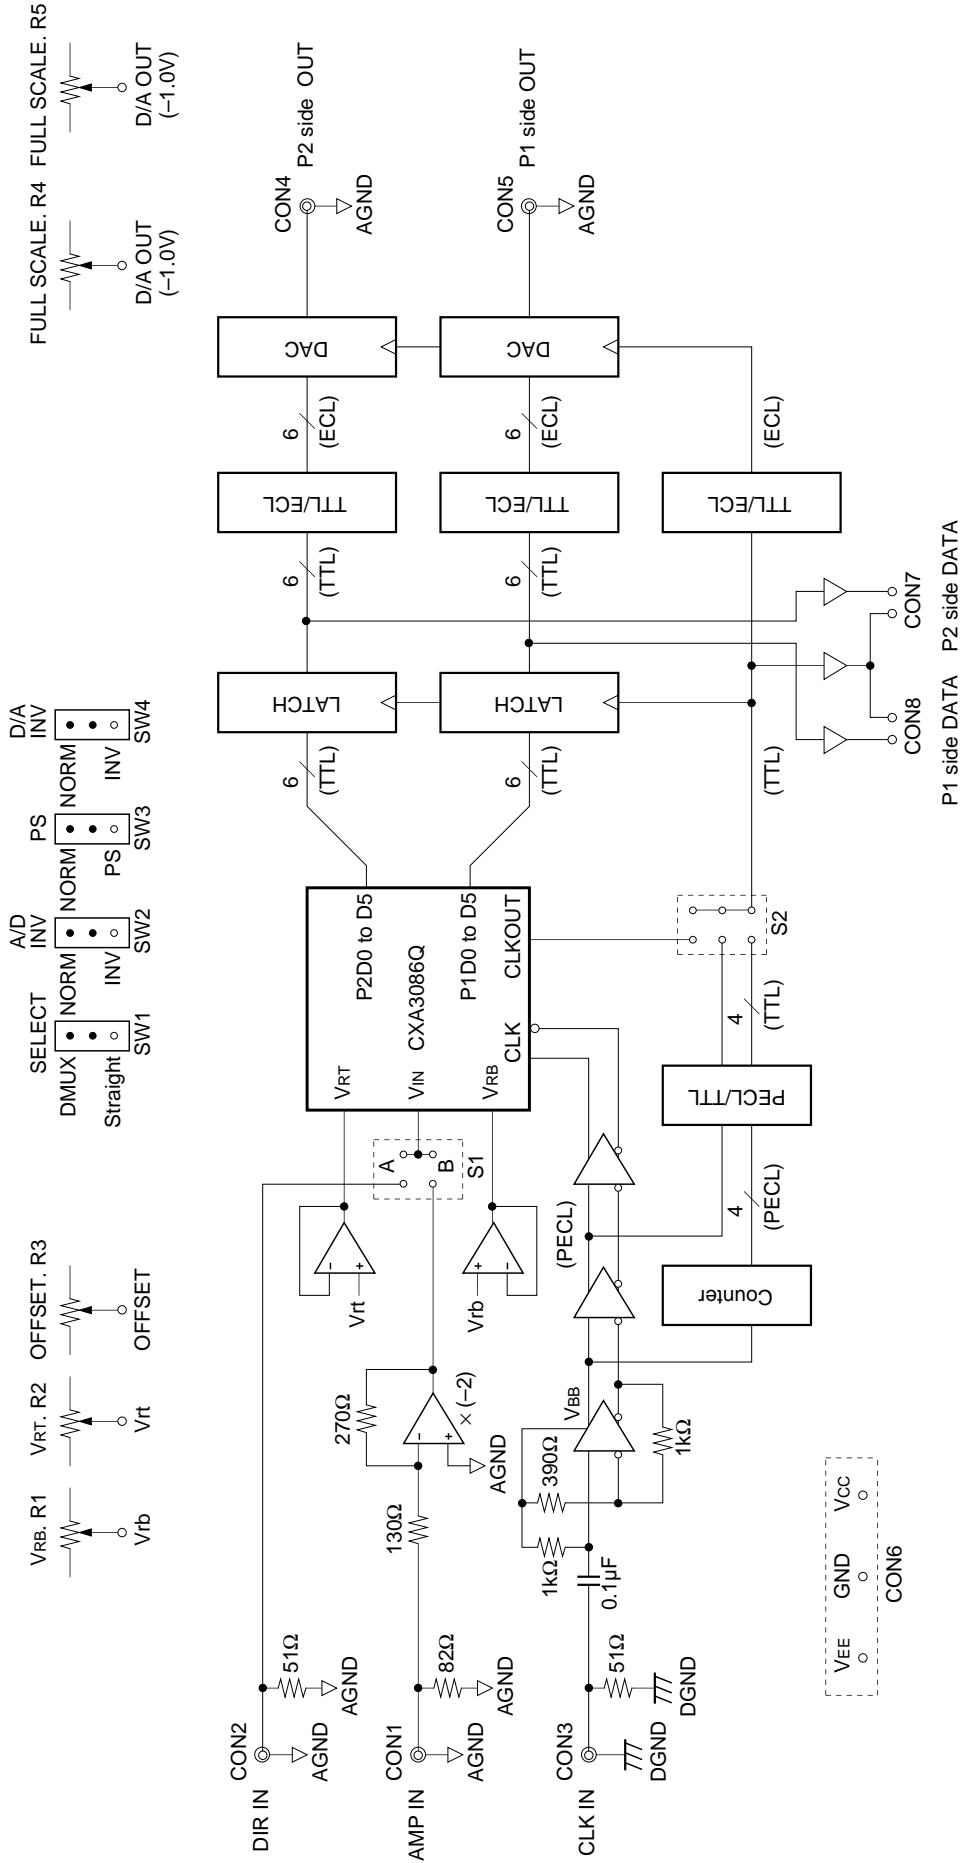 VRB. R1
Vrb
VRT. R2
Vrt
OFFSET. R3
OFFSET
SELECT
DMUX
Straight
SW1
A/D
INV
NORM
INV
SW2
PS
NORM
PS
SW3
D/A
INV
NORM
INV
SW4
FULL SCALE. R4
D/A OUT
(–1.0V)
FULL SCALE. R5
D/A OUT
(–1.0V)
DIR IN
CON2
AGND
51Ω
AGND
AMP IN
CON1
AGND
82Ω
AGND
130Ω
270Ω
–
+
× (–2)
AGND
CLK IN
CON3
DGND
51Ω
DGND
0.1µF
1kΩ
390Ω
VBB
1kΩ
(PECL)
–
+
Vrt
+
–
Vrb
A
B
S1
VRT
VIN
VRB
CXA3086Q
CLK
CLKOUT
P2D0 to D5
P1D0 to D5
Counter
4
(PECL)
PECL/TTL
4
(TTL)
S2
6
(TTL)
LATCH
6
(TTL)
TTL/ECL
6
(ECL)
DAC
CON4
P2 side OUT
AGND
6
(TTL)
LATCH
6
(TTL)
TTL/ECL
6
(ECL)
DAC
CON5
P1 side OUT
AGND
(TTL)
TTL/ECL
(ECL)
CON8
P1 side DATA
CON7
P2 side DATA
VEE
GND
VCC
CON6